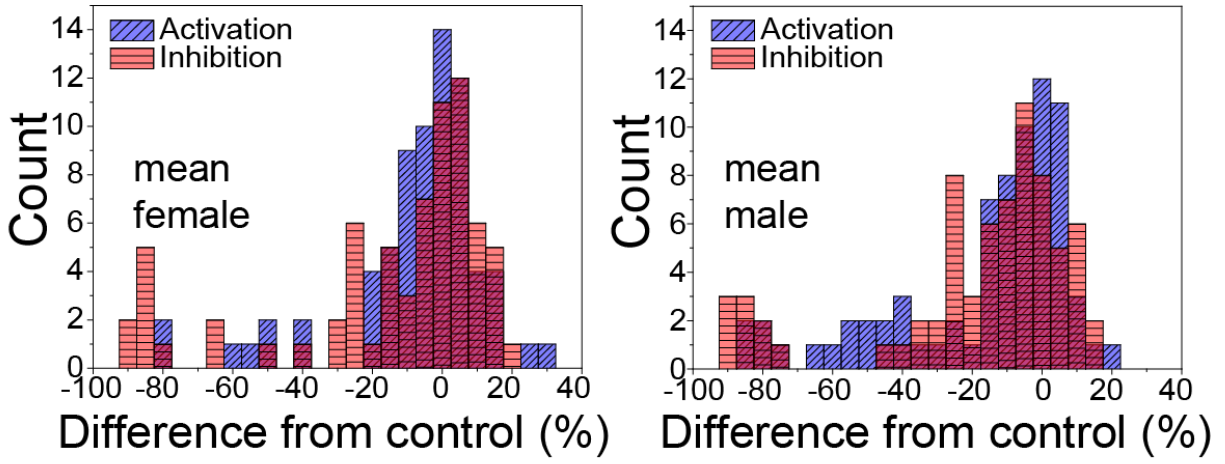 14
12
10
8
6
4
2
0
Count
Activation
Inhibition
mean
female
-100 -80 -60 -40 -20 0 20 40
Difference from control (%)
14
12
10
8
6
4
2
0
Count
Activation
Inhibition
mean
male
-100 -80 -60 -40 -20 0 20 40
Difference from control (%)